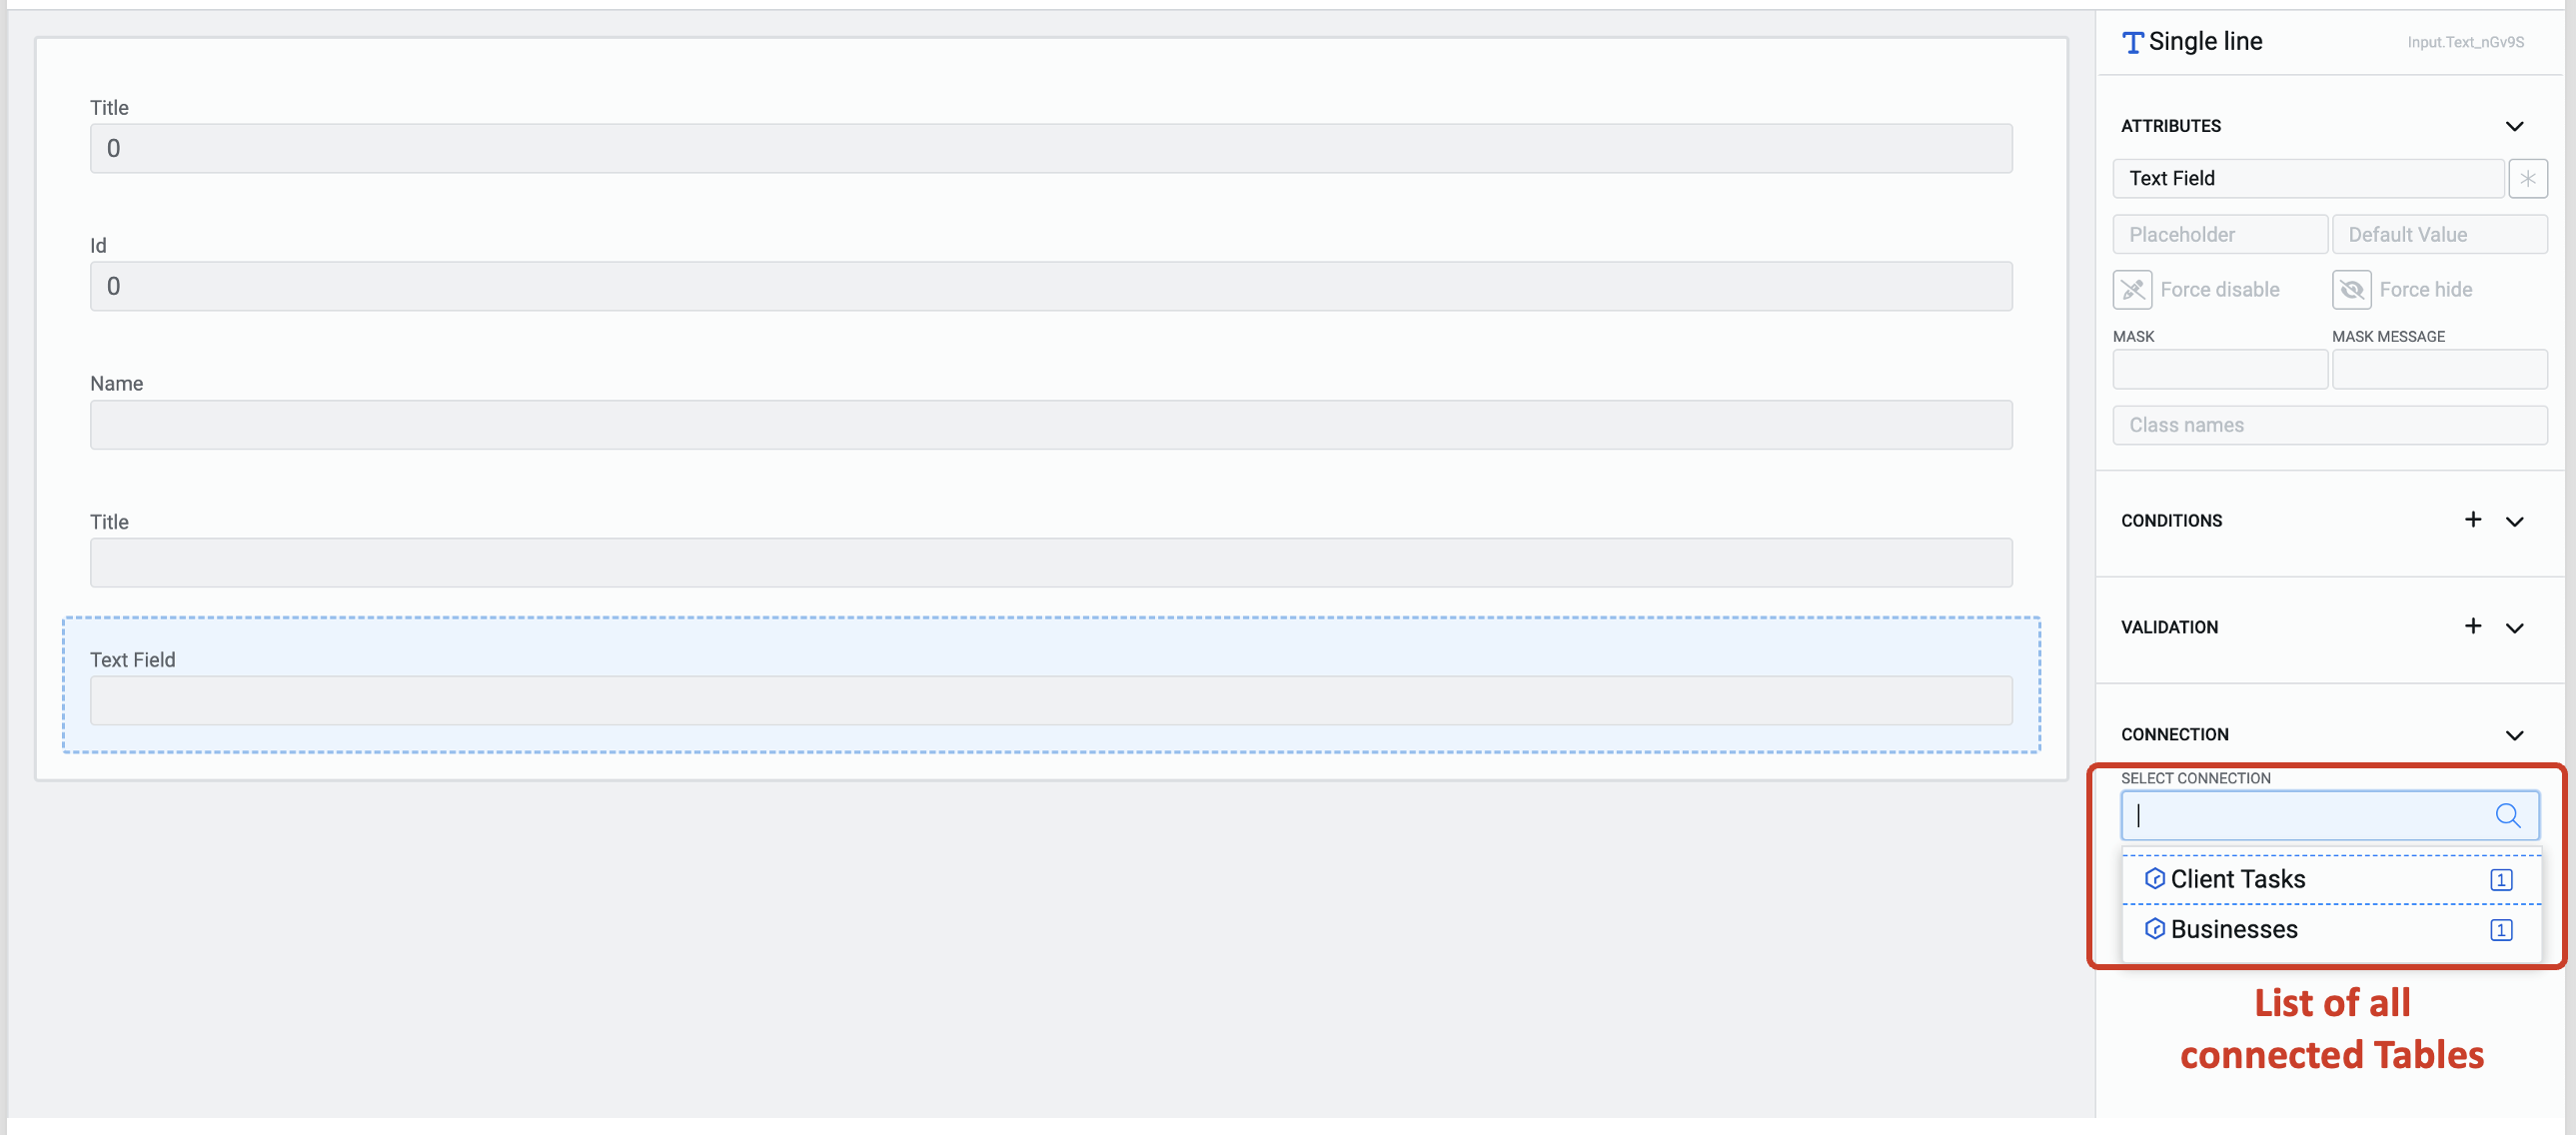 Title
0
Id
0
Name
Title
Text Field
Single line
Input.Text_nGv9S
ATTRIBUTES
Text Field
Placeholder
Default Value
Force disable
Force hide
MASK
MASK MESSAGE
Class names
CONDITIONS
VALIDATION
CONNECTION
SELECT CONNECTION
Client Tasks
1
Businesses
1
List of all
connected Tables